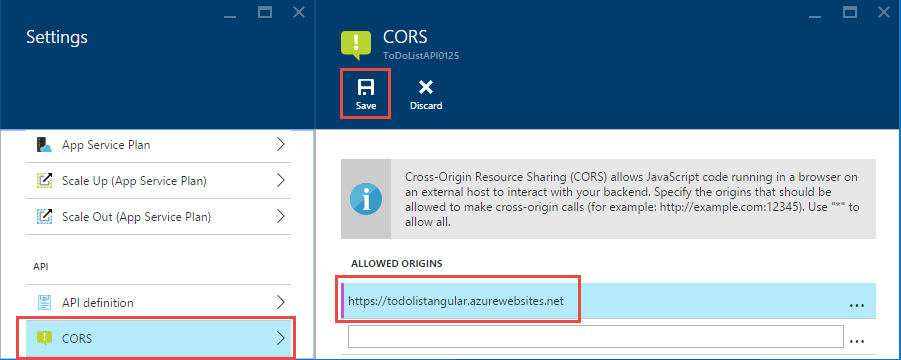 Settings
CORS
ToDoListAPI0125
Save
Discard
App Service Plan
Scale Up (App Service Plan)
Scale Out (App Service Plan)
API
API definition
CORS
Cross-Origin Resource Sharing (CORS) allows JavaScript code running in a browser on
an external host to interact with your backend. Specify the origins that should be
allowed to make cross-origin calls (for example: http://example.com:12345). Use "*" to
allow all.
ALLOWED ORIGINS
https://todolistangular.azurewebsites.net
...
...